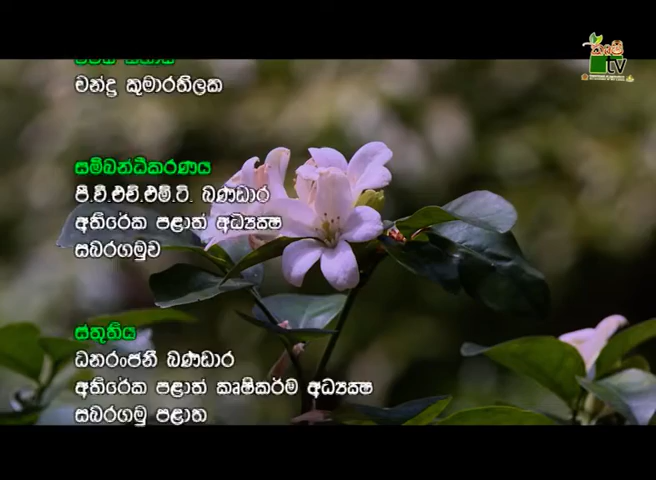 කෘෂි
tv
චන්ද්‍ර කුමාරතිලක
සම්බන්ධීකරණය
පී.වී.එච්.එම්.ටී. බණ්ඩාර
අතිරේක පළාත් අධ්‍යක්ෂ
සබරගමුව
ස්තුතිය
ධනරංජනී බණ්ඩාර
අතිරේක පළාත් කෘෂිකර්ම අධ්‍යක්ෂ
සබරගමු පළාත